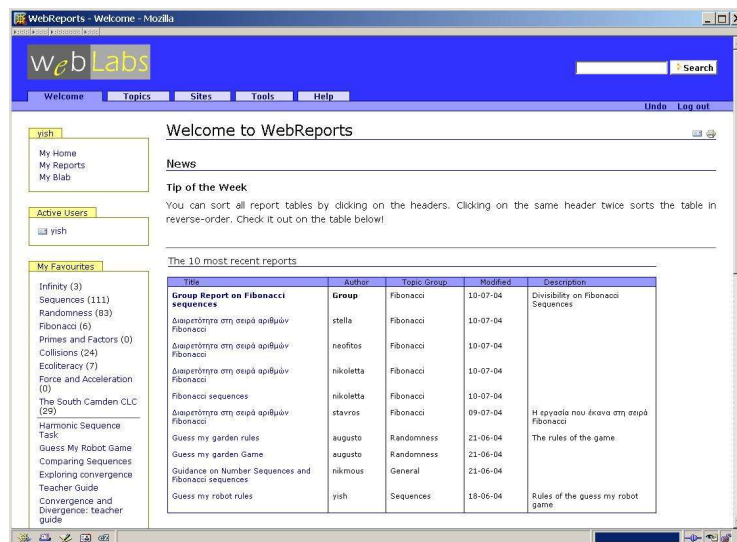 WebReports - Welcome - Mozilla
WebLabs
Search
Welcome Topics Sites Tools Help
Undo Log out
yish
My Home
My Reports
My Blab
Active Users
yish
My Favourites
Infinity (3)
Sequences (111)
Randomness (83)
Fibonacci (6)
Primes and Factors (0)
Collisions (24)
Ecoliteracy (7)
Force and Acceleration
(0)
The South Camden CLC
(29)
Harmonic Sequence
Task
Guess My Robot Game
Comparing Sequences
Exploring convergence
Teacher Guide
Convergence and
Divergence: teacher
guide
Welcome to WebReports
News
Tip of the Week
You can sort all report tables by clicking on the headers. Clicking on the same header twice sorts the table in
reverse-order. Check it out on the table below!
The 10 most recent reports
Title Author Topic Group Modified Description
Group Report on Fibonacci
sequences Group Fibonacci 10-07-04 Divisibility on Fibonacci
Sequences
Διαιρετότητα στη σειρά αριθμών
Fibonacci stella Fibonacci 10-07-04
Διαιρετότητα στη σειρά αριθμών
Fibonacci neofitos Fibonacci 10-07-04
Διαιρετότητα στη σειρά αριθμών
Fibonacci nikoletta Fibonacci 10-07-04
Fibonacci sequences nikoletta Fibonacci 10-07-04
Διαιρετότητα στη σειρά αριθμών
Fibonacci stavros Fibonacci 09-07-04 Η εργασία που έκανα στη σειρά
Fibonacci
Guess my garden rules augusto Randomness 21-06-04 The rules of the game
Guess my garden Game augusto Randomness 21-06-04
Guidance on Number Sequences and
Fibonacci sequences nikmous General 21-06-04
Guess my robot rules yish Sequences 18-06-04 Rules of the guess my robot
game